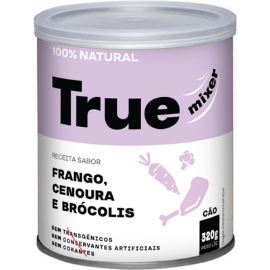 100% NATURAL
True
mixer
RECEITA SABOR
FRANGO,
CENOURA
E BRÓCOLIS
CÃO
320g
SEM TRANSGÊNICOS
SEM CONSERVANTES ARTIFICIAIS
SEM CORANTES